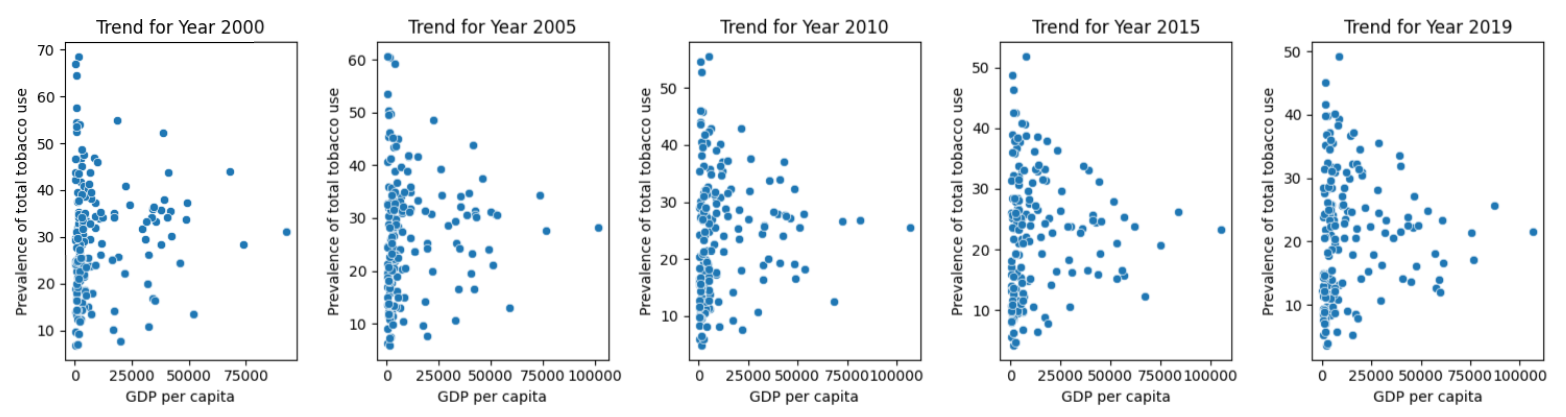 Trend for Year 2000
Prevalence of total tobacco use
70
60
50
40
30
20
10
0 25000 50000 75000
GDP per capita
Trend for Year 2005
Prevalence of total tobacco use
60
50
40
30
20
10
0 25000 50000 75000 100000
GDP per capita
Trend for Year 2010
Prevalence of total tobacco use
50
40
30
20
10
0 25000 50000 75000 100000
GDP per capita
Trend for Year 2015
Prevalence of total tobacco use
50
40
30
20
10
0 25000 50000 75000 100000
GDP per capita
Trend for Year 2019
Prevalence of total tobacco use
50
40
30
20
10
0 25000 50000 75000 100000
GDP per capita